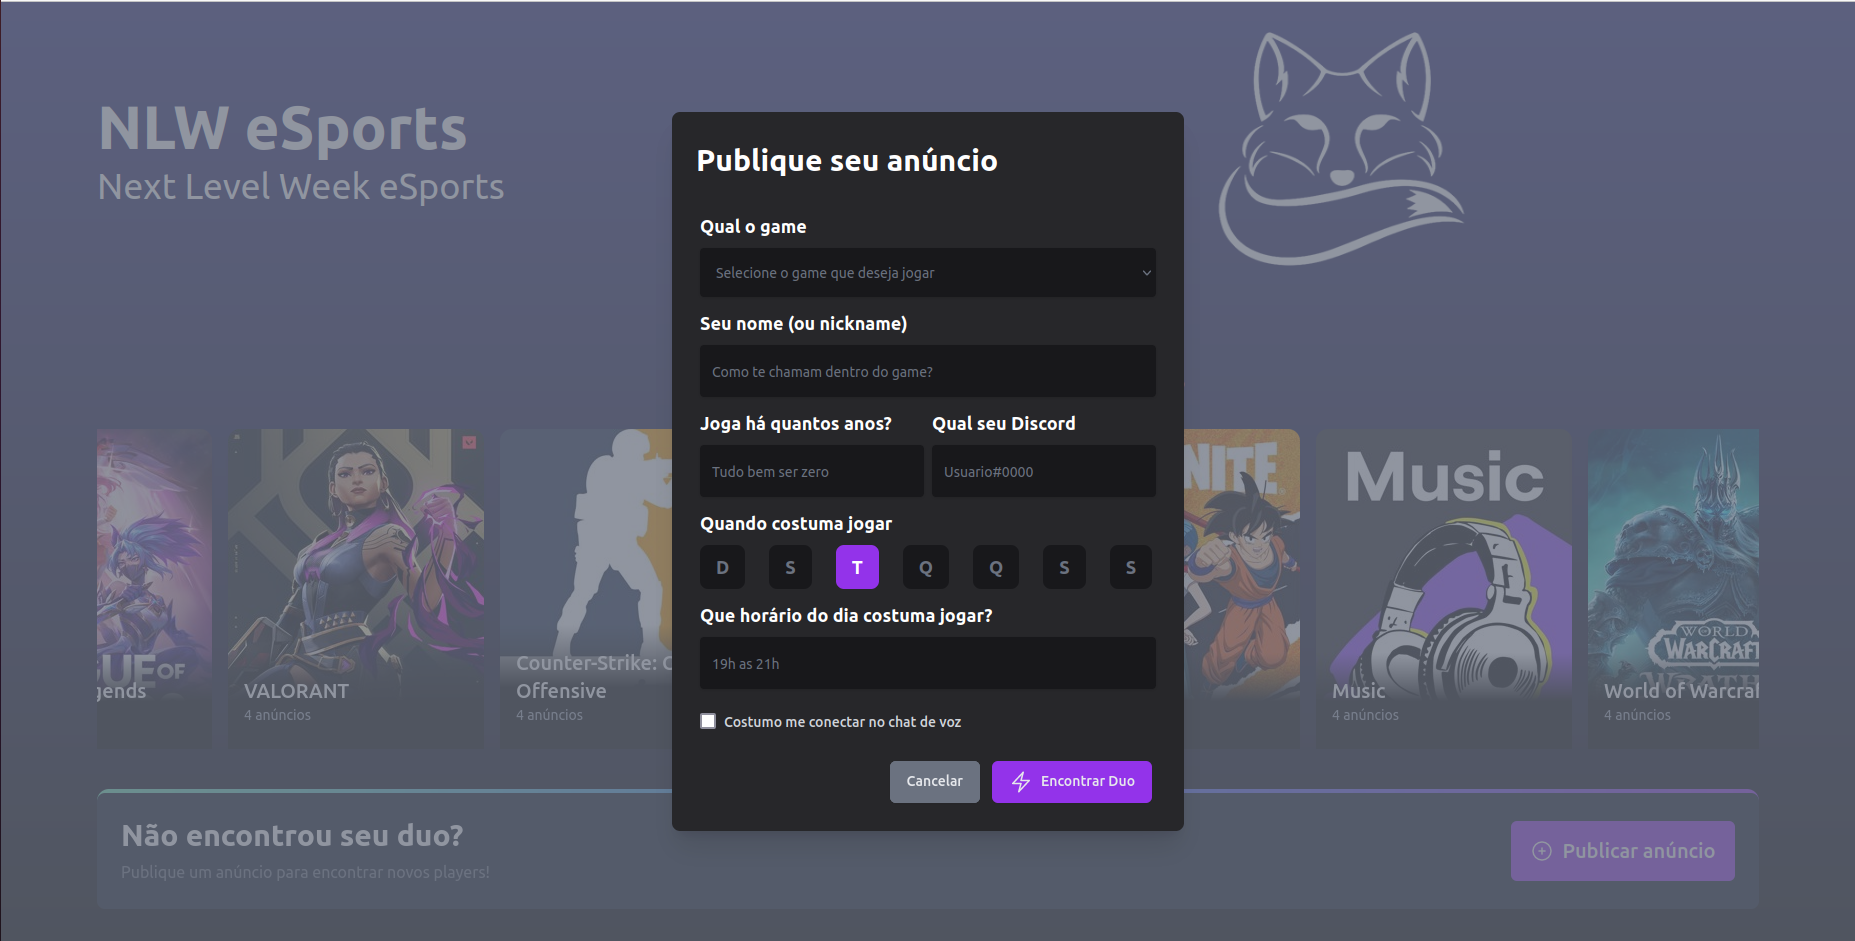 NLW eSports
Next Level Week eSports
Publique seu anúncio
Qual o game
Selecione o game que deseja jogar
Seu nome (ou nickname)
Como te chamam dentro do game?
Joga há quantos anos? Qual seu Discord
Tudo bem ser zero Usuario#0000
Quando costuma jogar
D S T Q Q S S
Que horário do dia costuma jogar?
19h as 21h
Costumo me conectar no chat de voz
Cancelar Encontrar Duo
GUE OF
gends
VALORANT
4 anúncios
Counter-Strike: G
Offensive
4 anúncios
NITE
Music
Music
4 anúncios
WORLD
WARCRAF
WRATH
World of Warcraf
4 anúncios
Não encontrou seu duo?
Publique um anúncio para encontrar novos players!
Publicar anúncio